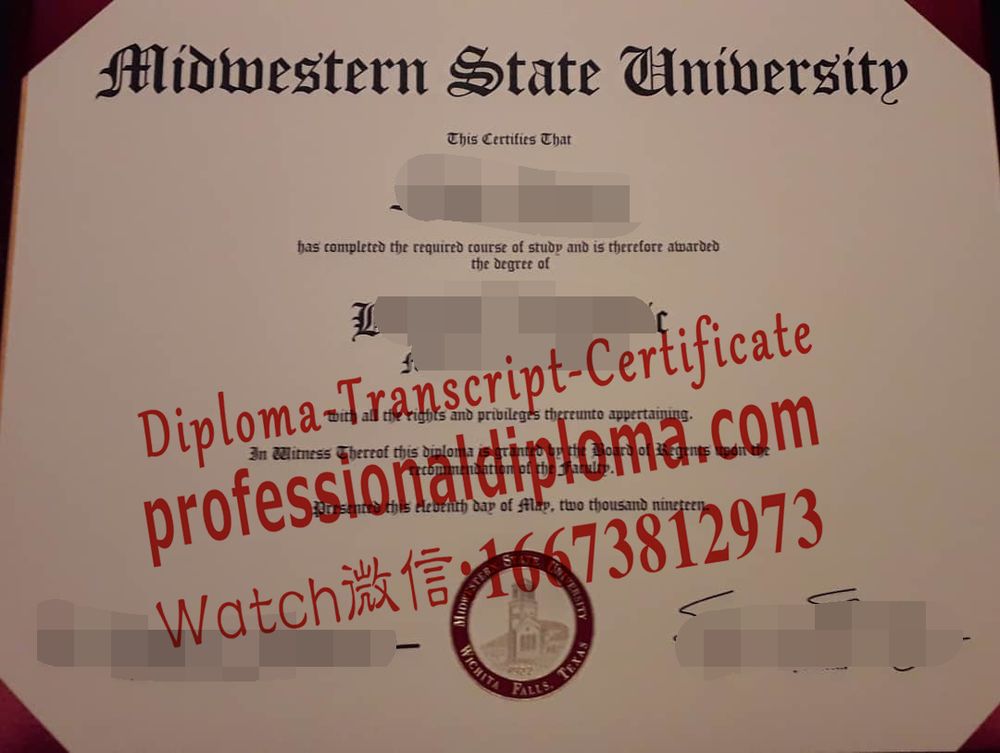 Midwestern State University
This Certifies That
has completed the required course of study and is therefore awarded
the degree of
Diploma-Transcript-Certificate
with all the rights and privileges thereunto appertaining.
In Witness Thereof this diploma is granted by the Board of Regents upon the
recommendation of the Faculty.
professionaldiploma.com
Presented this eleventh day of May, two thousand nineteen.
Watch微信:16673812973
MIDWESTERN STATE UNIVERSITY
WICHITA FALLS, TEXAS
1922